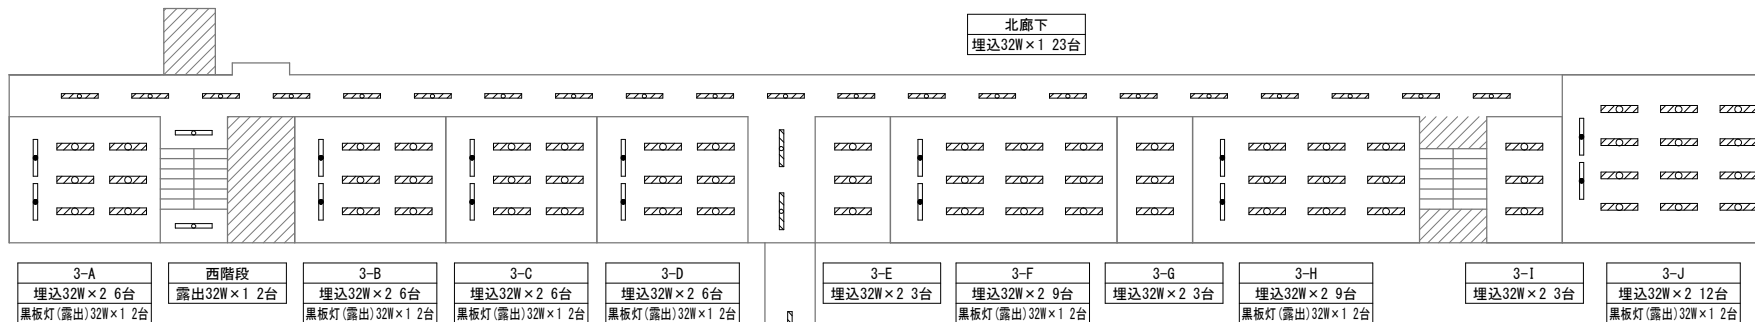 北廊下
埋込32W×1 23台
3-A
埋込32W×2 6台
黒板灯(露出)32W×1 2台
西階段
露出32W×1 2台
3-B
埋込32W×2 6台
黒板灯(露出)32W×1 2台
3-C
埋込32W×2 6台
黒板灯(露出)32W×1 2台
3-D
埋込32W×2 6台
黒板灯(露出)32W×1 2台
3-E
埋込32W×2 3台
3-F
埋込32W×2 9台
黒板灯(露出)32W×1 2台
3-G
埋込32W×2 3台
3-H
埋込32W×2 9台
黒板灯(露出)32W×1 2台
3-I
埋込32W×2 3台
3-J
埋込32W×2 12台
黒板灯(露出)32W×1 2台